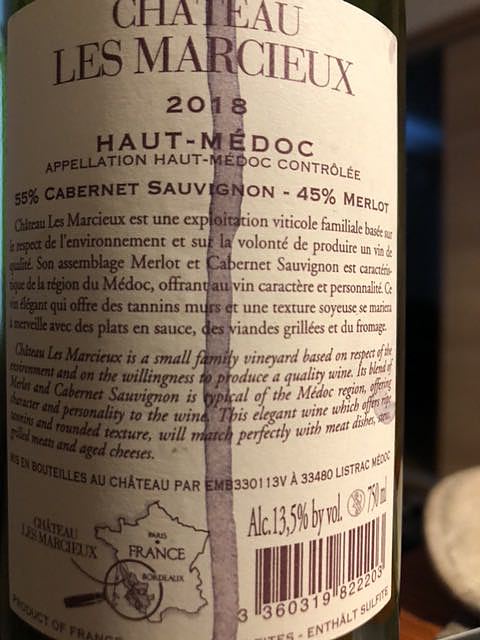 CHÂTEAU
LES MARCIEUX
2018
HAUT-MÉDOC
APPELLATION HAUT-MÉDOC CONTRÔLÉE
55% CABERNET SAUVIGNON - 45% MERLOT
Château Les Marcieux est une exploitation viticole familiale basée sur
le respect de l'environnement et sur la volonté de produire un vin de
qualité. Son assemblage Merlot et Cabernet Sauvignon est caractéris-
tique de la région du Médoc, offrant au vin caractère et personnalité. Ce
vin élégant qui offre des tannins murs et une texture soyeuse se mariera
à merveille avec des plats en sauce, des viandes grillées et du fromage.
Château Les Marcieux is a small family vineyard based on respect of the
environment and on the willingness to produce a quality wine. Its blend of
Merlot and Cabernet Sauvignon is typical of the Médoc region, offering
character and personality to the wine. This elegant wine which offers ripe
tannins and rounded texture, will match perfectly with meat dishes,
grilled meats and aged cheeses.
MIS EN BOUTEILLES AU CHÂTEAU PAR EMB330113V À 33480 LISTRAC MÉDOC
Alc.13,5% by vol. 750 ml
CHÂTEAU
LES MARCIEUX
PARIS
FRANCE
BORDEAUX
3 360319 822203
PRODUCT OF FRANCE
SULFITES - ENTHÄLT SULFITE